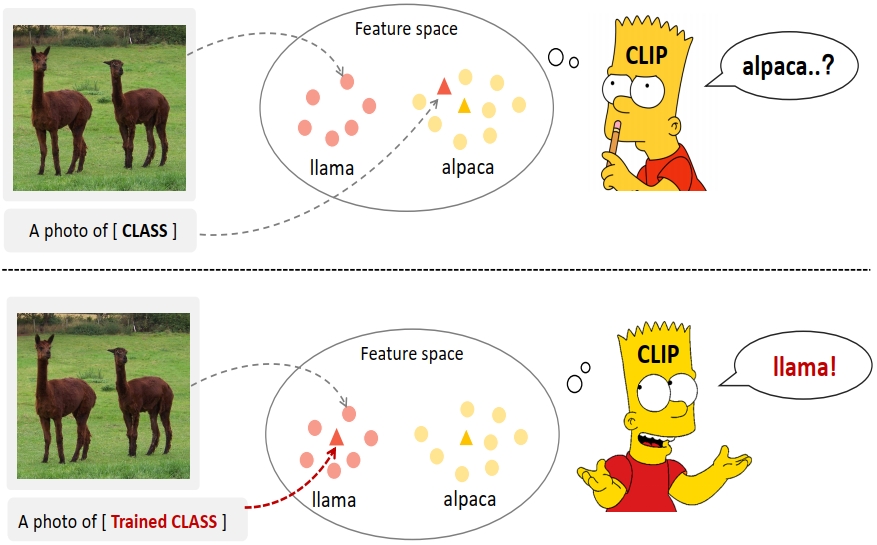 Feature space
CLIP
alpaca..?
llama
alpaca
A photo of [ CLASS ]
Feature space
CLIP
llama!
llama
alpaca
A photo of [ Trained CLASS ]